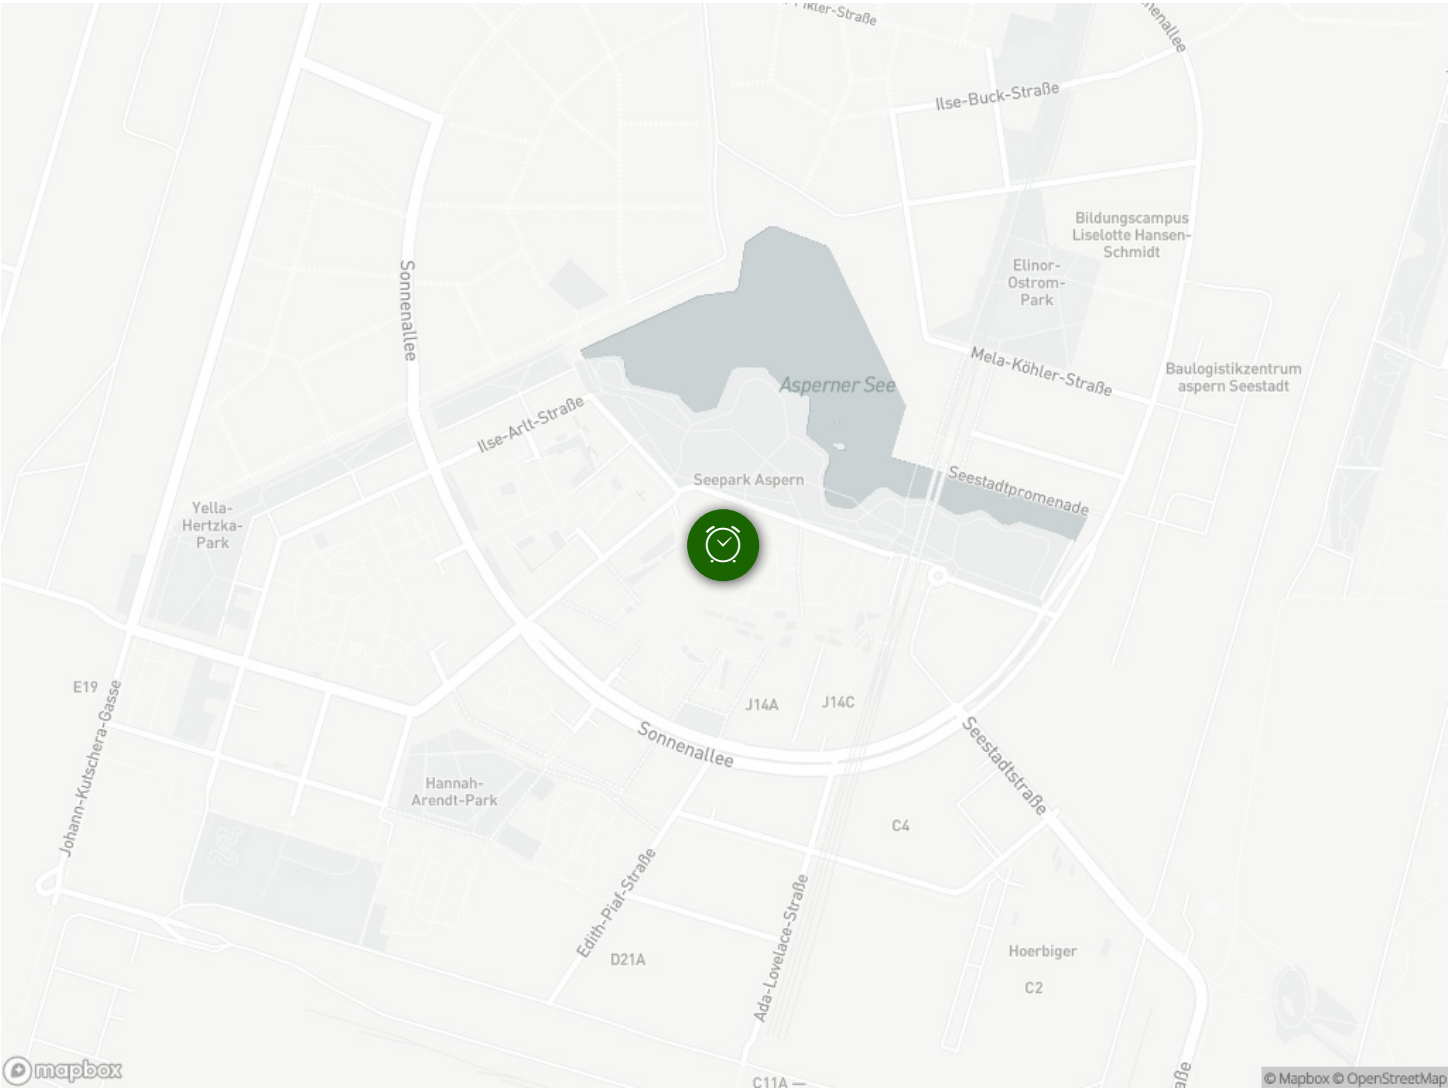 Sonnenallee
Ilse-Buck-Straße
Bildungscampus
Liselotte Hansen-
Schmidt
Elinor-
Ostrom-
Park
Sonnenallee
Mela-Köhler-Straße
Baulogistikzentrum
aspern Seestadt
Asperner See
Ilse-Arlt-Straße
Seepark Aspern
Seestadtpromenade
Yella-
Hertzka-
Park
E19
J14A
J14C
Johann-Kutschera-Gasse
Sonnenallee
Seestadtstraße
Hannah-
Arendt-Park
C4
Edith-Piaf-Straße
Ada-Lovelace-Straße
D21A
Hoerbiger
C2
mapbox
C11A —
© Mapbox © OpenStreetMap